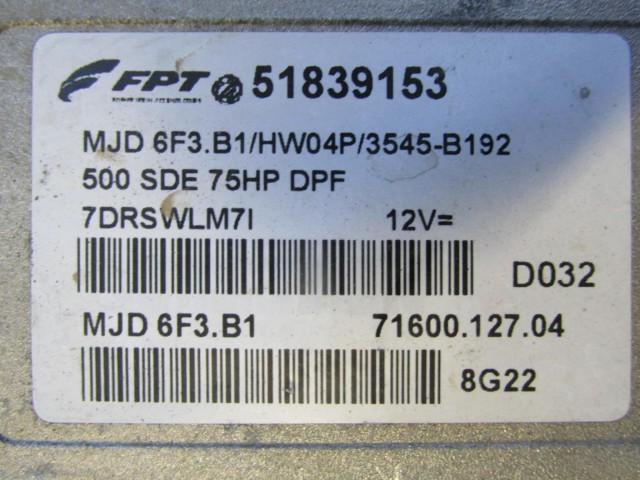 FPT 51839153
MJD 6F3.B1/HW04P/3545-B192
500 SDE 75HP DPF
7DRSWLM7I 12V=
D032
MJD 6F3.B1 71600.127.04
8G22